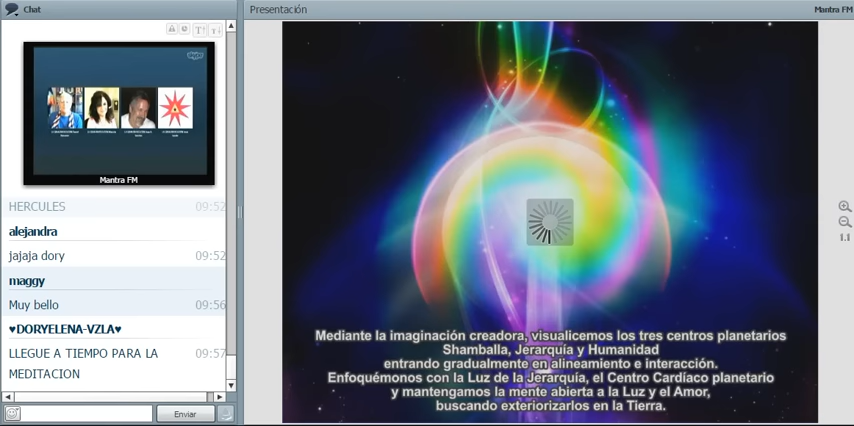 Chat
skype
Mantra FM
HERCULES 09:52
alejandra
jajaja dory 09:52
maggy
Muy bello 09:56
♥DORYELENA-VZLA♥
LLEGUE A TIEMPO PARA LA 09:57
MEDITACION
Enviar
Presentación
Mantra FM
Mediante la imaginación creadora, visualicemos los tres centros planetarios
Shamballa, Jerarquía y Humanidad
entrando gradualmente en alineamiento e interacción.
Enfoquémonos con la Luz de la Jerarquía, el Centro Cardíaco planetario
y mantengamos la mente abierta a la Luz y el Amor,
buscando exteriorizarlos en la Tierra.
1:1